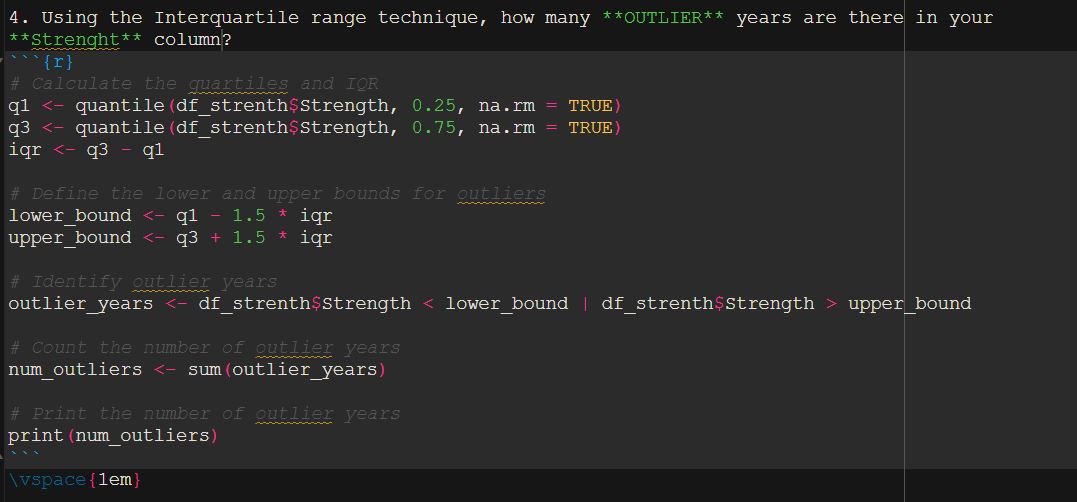 4. Using the Interquartile range technique, how many **OUTLIER** years are there in your
**Strenght** column?
```{r}
# Calculate the quartiles and IQR
q1 <- quantile(df_strenth$Strength, 0.25, na.rm = TRUE)
q3 <- quantile(df_strenth$Strength, 0.75, na.rm = TRUE)
iqr <- q3 - q1
# Define the lower and upper bounds for outliers
lower_bound <- q1 - 1.5 * iqr
upper_bound <- q3 + 1.5 * iqr
# Identify outlier years
outlier_years <- df_strenth$Strength < lower_bound | df_strenth$Strength > upper_bound
# Count the number of outlier years
num_outliers <- sum(outlier_years)
# Print the number of outlier years
print(num_outliers)
```
\vspace{1em}